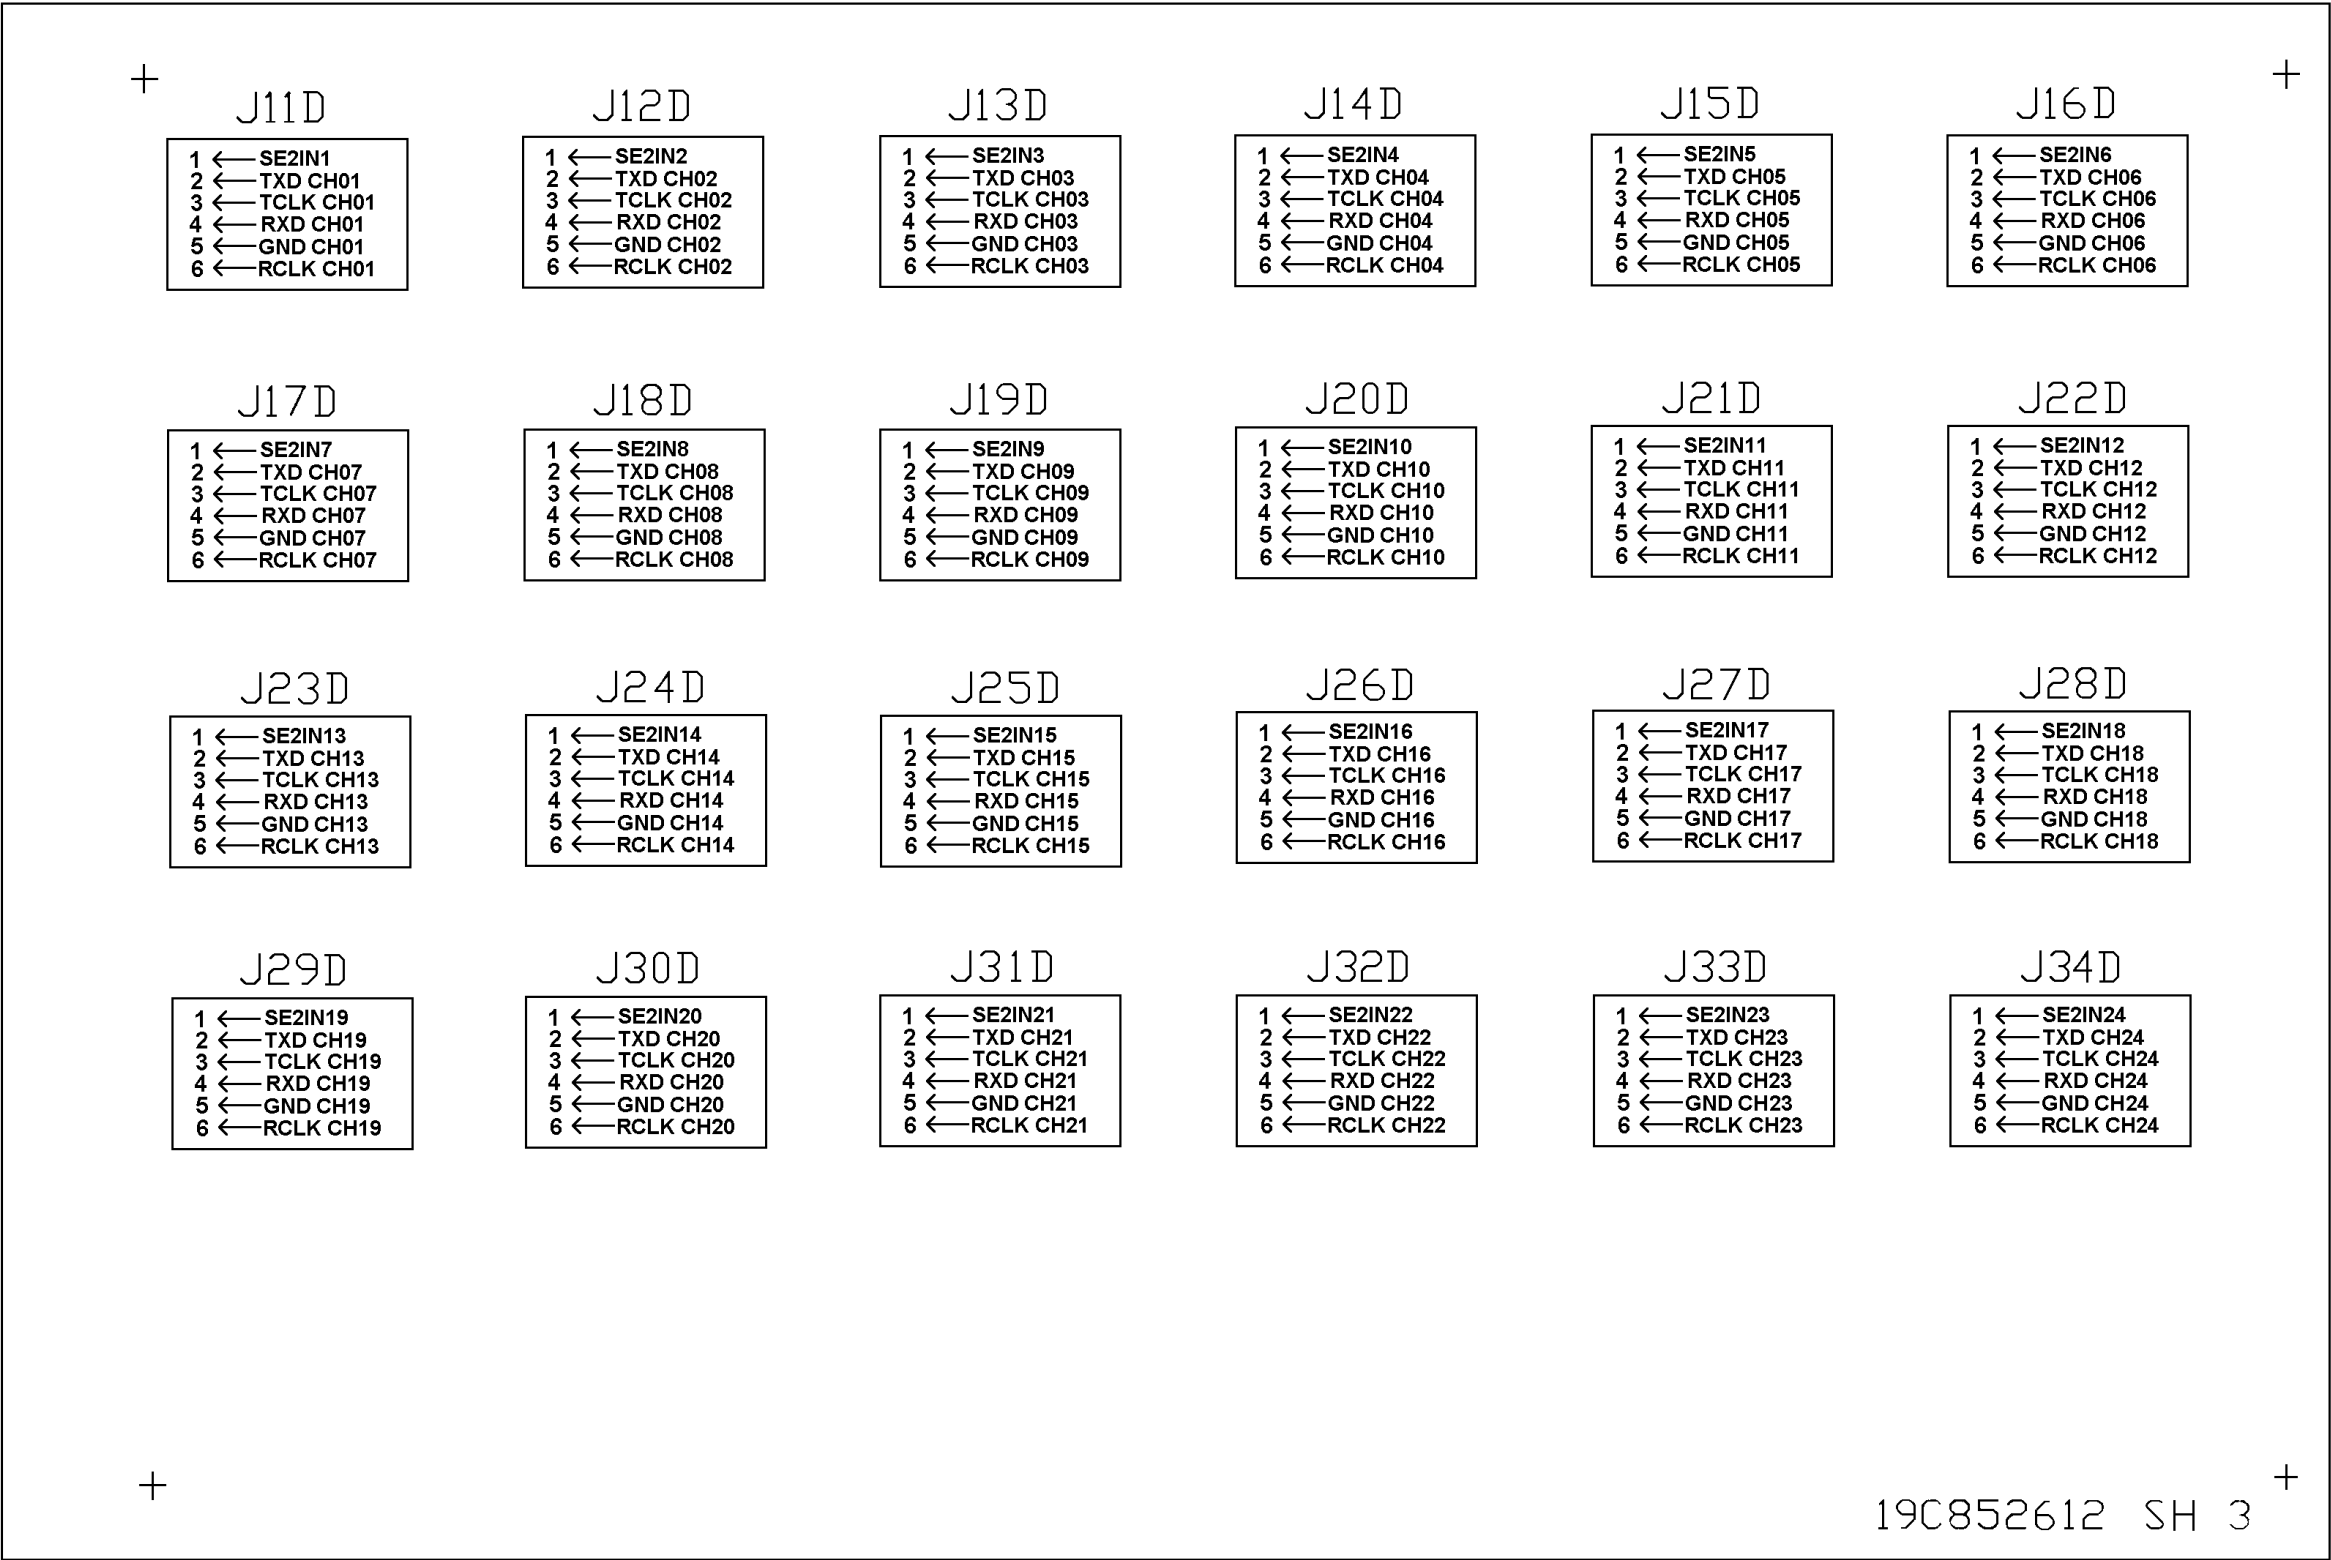 J11D
1 SE2IN1
2 TXD CH01
3 TCLK CH01
4 RXD CH01
5 GND CH01
6 RCLK CH01
J12D
1 SE2IN2
2 TXD CH02
3 TCLK CH02
4 RXD CH02
5 GND CH02
6 RCLK CH02
J13D
1 SE2IN3
2 TXD CH03
3 TCLK CH03
4 RXD CH03
5 GND CH03
6 RCLK CH03
J14D
1 SE2IN4
2 TXD CH04
3 TCLK CH04
4 RXD CH04
5 GND CH04
6 RCLK CH04
J15D
1 SE2IN5
2 TXD CH05
3 TCLK CH05
4 RXD CH05
5 GND CH05
6 RCLK CH05
J16D
1 SE2IN6
2 TXD CH06
3 TCLK CH06
4 RXD CH06
5 GND CH06
6 RCLK CH06
J17D
1 SE2IN7
2 TXD CH07
3 TCLK CH07
4 RXD CH07
5 GND CH07
6 RCLK CH07
J18D
1 SE2IN8
2 TXD CH08
3 TCLK CH08
4 RXD CH08
5 GND CH08
6 RCLK CH08
J19D
1 SE2IN9
2 TXD CH09
3 TCLK CH09
4 RXD CH09
5 GND CH09
6 RCLK CH09
J20D
1 SE2IN10
2 TXD CH10
3 TCLK CH10
4 RXD CH10
5 GND CH10
6 RCLK CH10
J21D
1 SE2IN11
2 TXD CH11
3 TCLK CH11
4 RXD CH11
5 GND CH11
6 RCLK CH11
J22D
1 SE2IN12
2 TXD CH12
3 TCLK CH12
4 RXD CH12
5 GND CH12
6 RCLK CH12
J23D
1 SE2IN13
2 TXD CH13
3 TCLK CH13
4 RXD CH13
5 GND CH13
6 RCLK CH13
J24D
1 SE2IN14
2 TXD CH14
3 TCLK CH14
4 RXD CH14
5 GND CH14
6 RCLK CH14
J25D
1 SE2IN15
2 TXD CH15
3 TCLK CH15
4 RXD CH15
5 GND CH15
6 RCLK CH15
J26D
1 SE2IN16
2 TXD CH16
3 TCLK CH16
4 RXD CH16
5 GND CH16
6 RCLK CH16
J27D
1 SE2IN17
2 TXD CH17
3 TCLK CH17
4 RXD CH17
5 GND CH17
6 RCLK CH17
J28D
1 SE2IN18
2 TXD CH18
3 TCLK CH18
4 RXD CH18
5 GND CH18
6 RCLK CH18
J29D
1 SE2IN19
2 TXD CH19
3 TCLK CH19
4 RXD CH19
5 GND CH19
6 RCLK CH19
J30D
1 SE2IN20
2 TXD CH20
3 TCLK CH20
4 RXD CH20
5 GND CH20
6 RCLK CH20
J31D
1 SE2IN21
2 TXD CH21
3 TCLK CH21
4 RXD CH21
5 GND CH21
6 RCLK CH21
J32D
1 SE2IN22
2 TXD CH22
3 TCLK CH22
4 RXD CH22
5 GND CH22
6 RCLK CH22
J33D
1 SE2IN23
2 TXD CH23
3 TCLK CH23
4 RXD CH23
5 GND CH23
6 RCLK CH23
J34D
1 SE2IN24
2 TXD CH24
3 TCLK CH24
4 RXD CH24
5 GND CH24
6 RCLK CH24
19C852612 SH 3